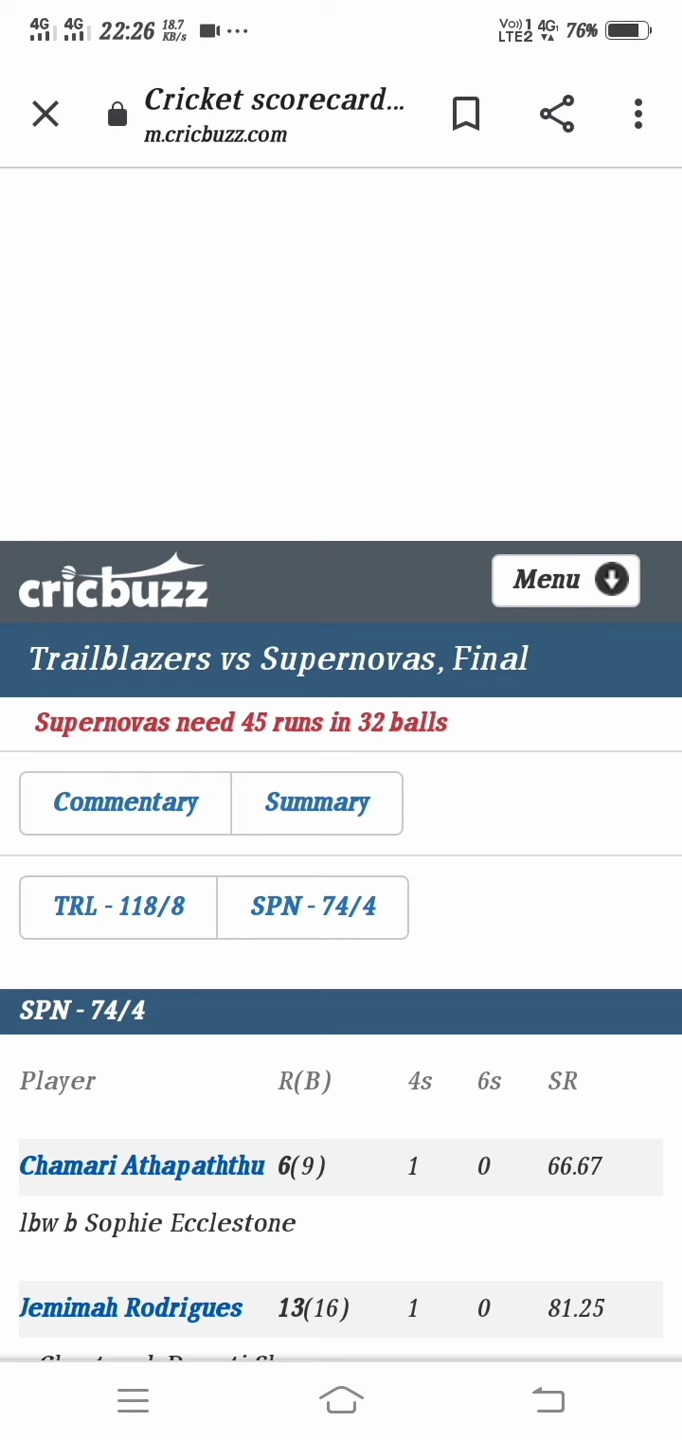 4G 4G 22:26 18.7 KB/s ... Vo)) 1 LTE2 4G 76%
Cricket scorecard...
m.cricbuzz.com
cricbuzz Menu
Trailblazers vs Supernovas, Final
Supernovas need 45 runs in 32 balls
Commentary Summary
TRL - 118/8 SPN - 74/4
SPN - 74/4
Player R(B) 4s 6s SR
Chamari Athapaththu 6(9) 1 0 66.67
lbw b Sophie Ecclestone
Jemimah Rodrigues 13(16) 1 0 81.25